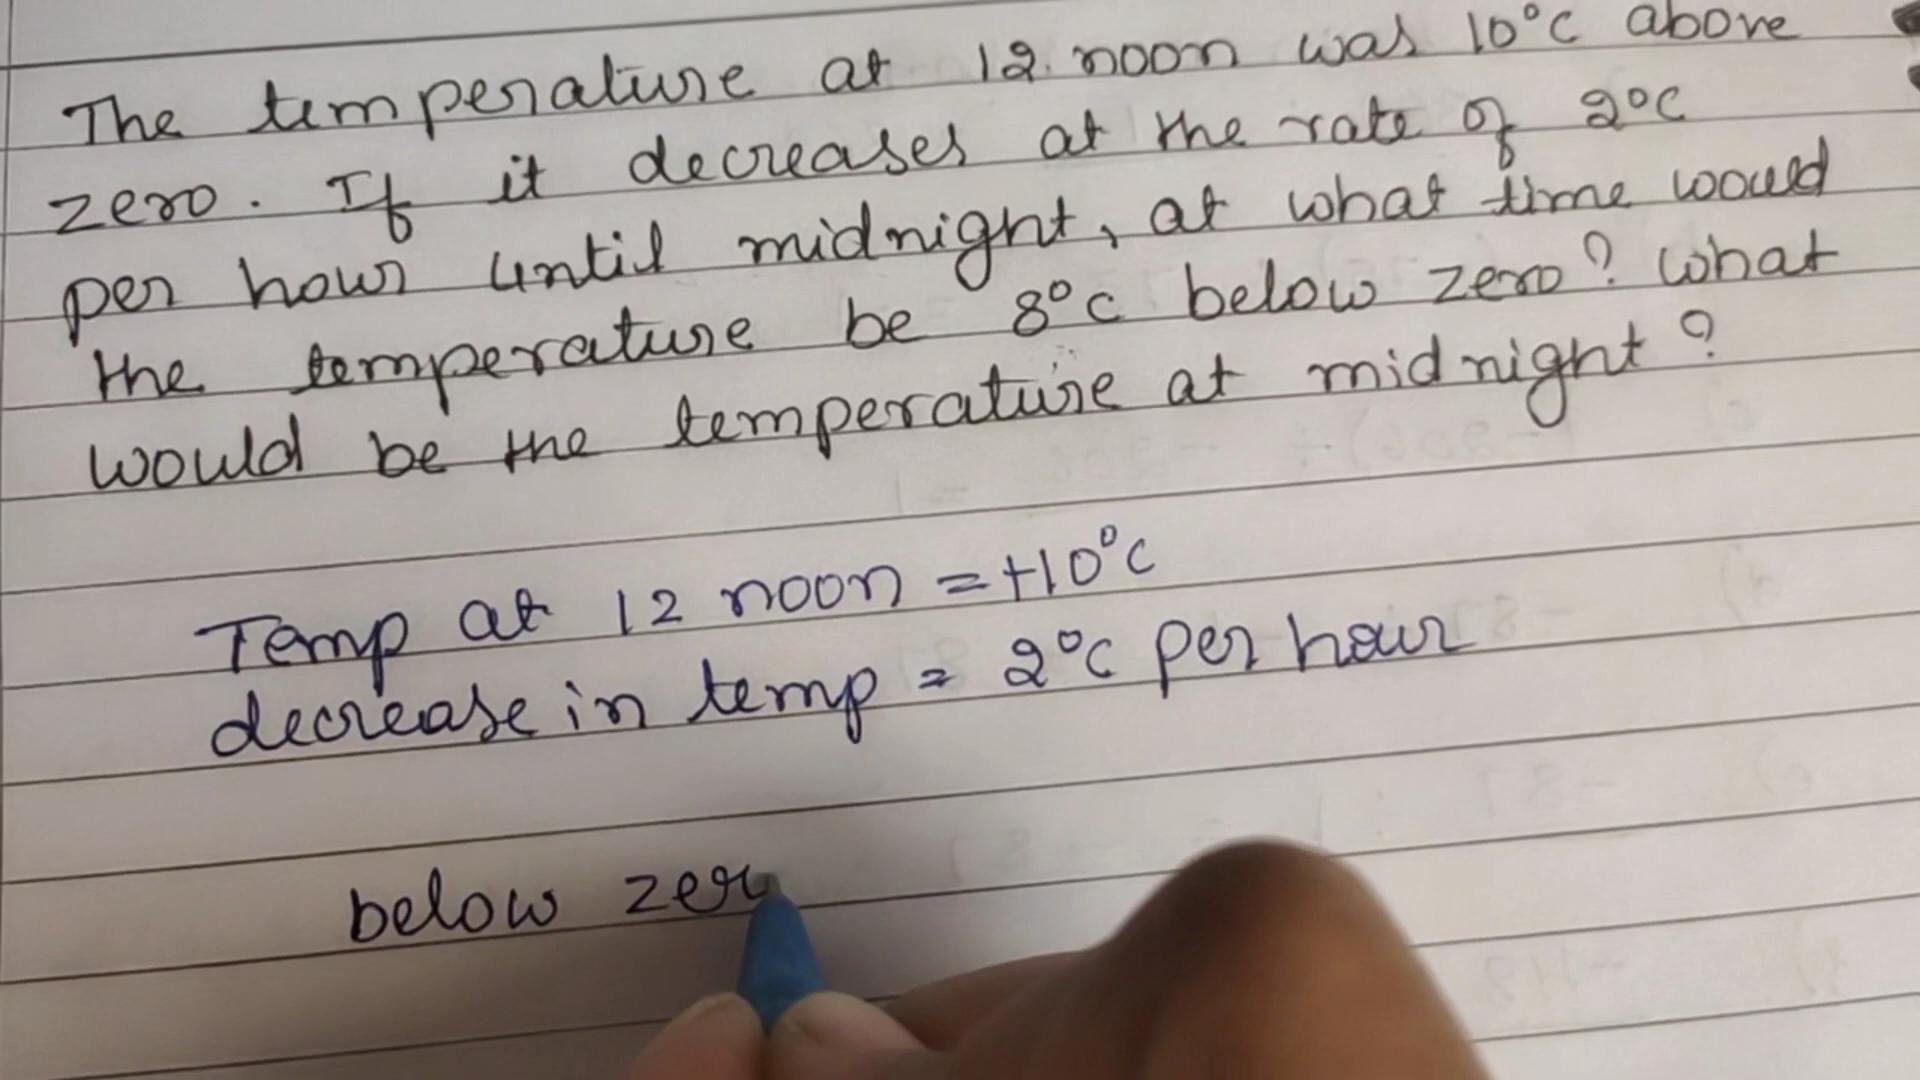 The temperature at 12 noon was 10°C above
zero. If it decreases at the rate of 2°C
per hour until midnight, at what time would
the temperature be 8°C below zero? What
would be the temperature at midnight?
Temp at 12 noon = +10°C
decrease in temp = 2°C per hour
below zer